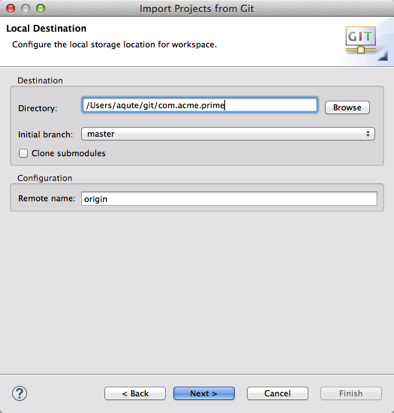 Import Projects from Git
Local Destination
Configure the local storage location for workspace.
GIT
Destination
Directory: /Users/aqute/git/com.acme.prime Browse
Initial branch: master
Clone submodules
Configuration
Remote name: origin
? < Back Next > Cancel Finish